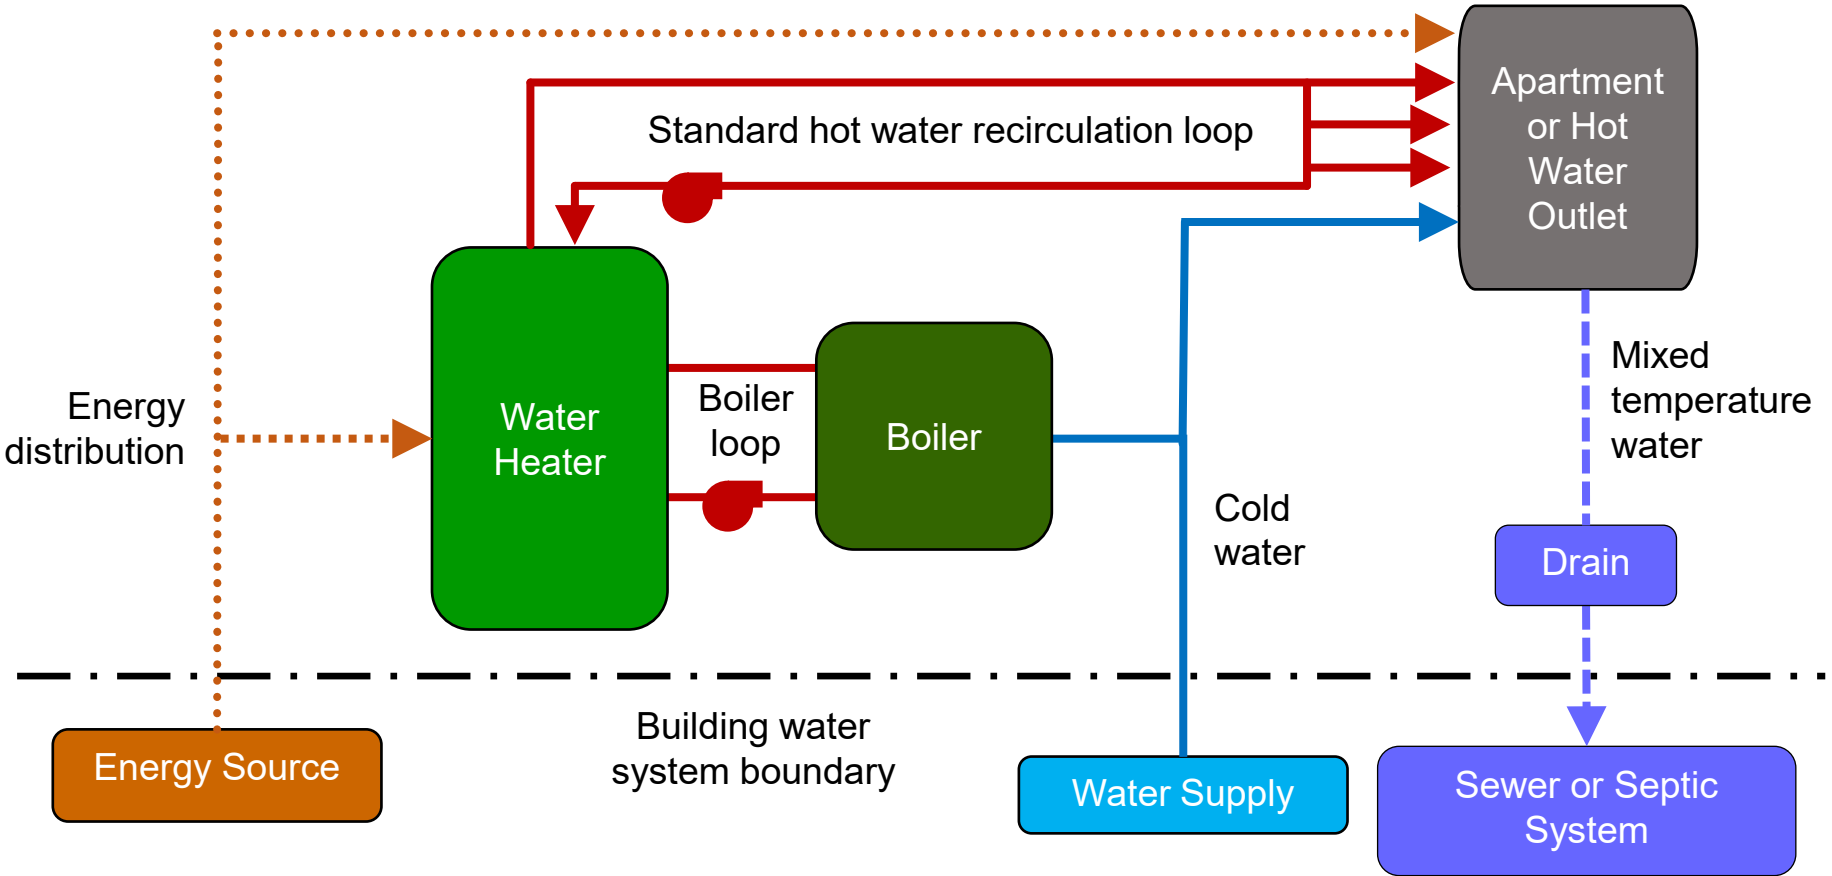 Apartment
or Hot
Water
Outlet
Standard hot water recirculation loop
Energy
distribution
Water
Heater
Boiler
loop
Boiler
Mixed
temperature
water
Cold
water
Drain
Building water
system boundary
Energy Source
Water Supply
Sewer or Septic
System